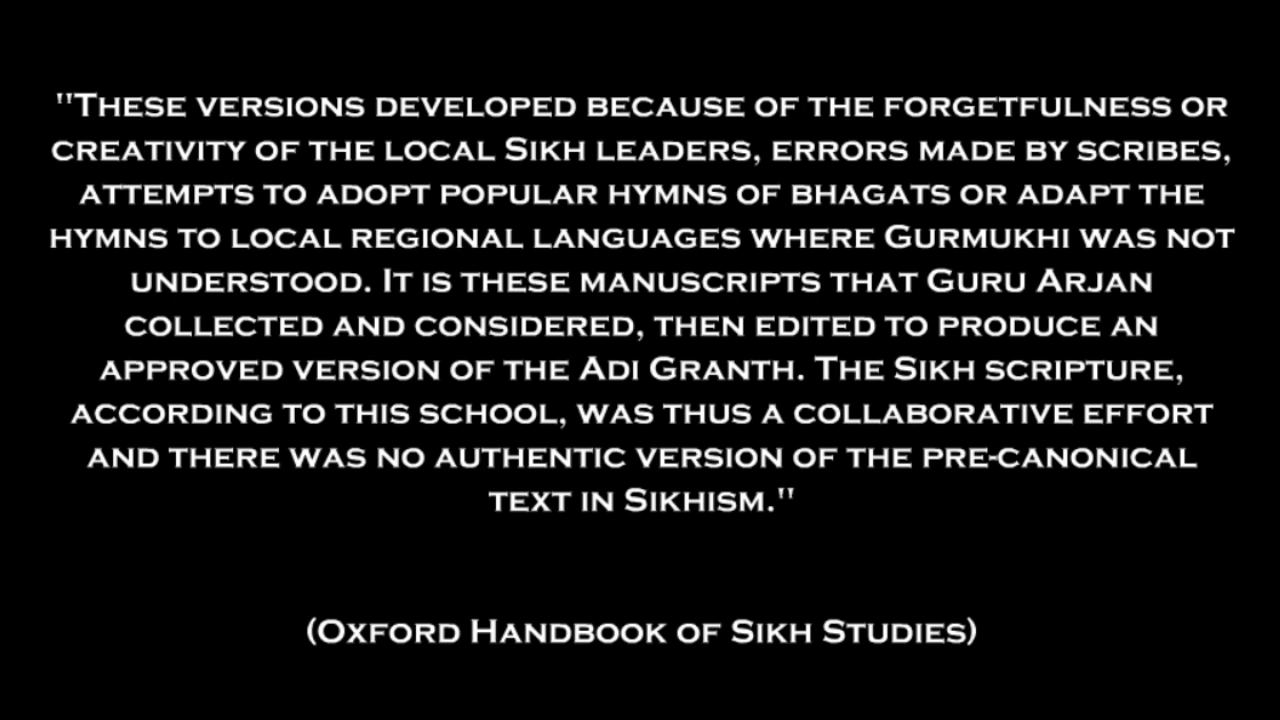 "These versions developed because of the forgetfulness or
creativity of the local Sikh leaders, errors made by scribes,
attempts to adopt popular hymns of bhagats or adapt the
hymns to local regional languages where Gurmukhi was not
understood. It is these manuscripts that Guru Arjan
collected and considered, then edited to produce an
approved version of the Adi Granth. The Sikh scripture,
according to this school, was thus a collaborative effort
and there was no authentic version of the pre-canonical
text in Sikhism."
(Oxford Handbook of Sikh Studies)